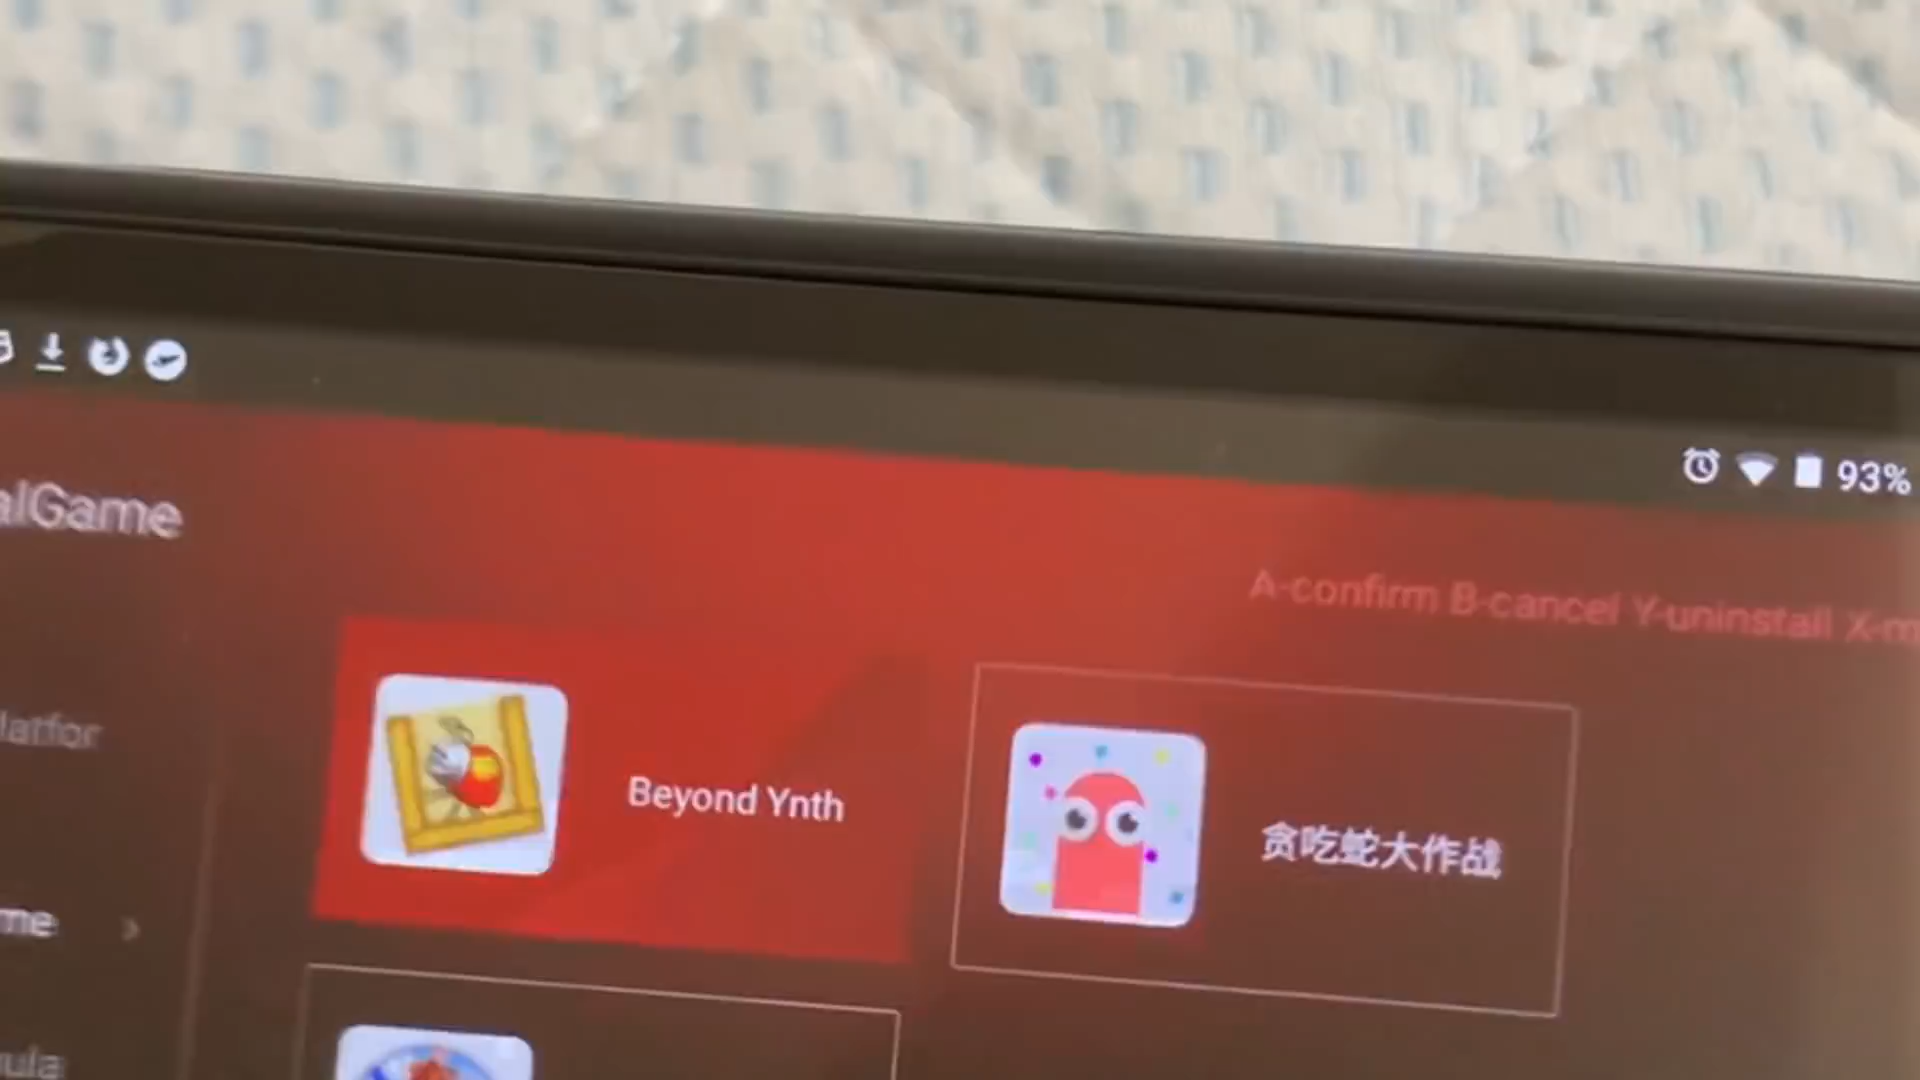 93%
alGame
A-confirm B-cancel Y-uninstall X-m
latfor
Beyond Ynth
贪吃蛇大作战
me
ula